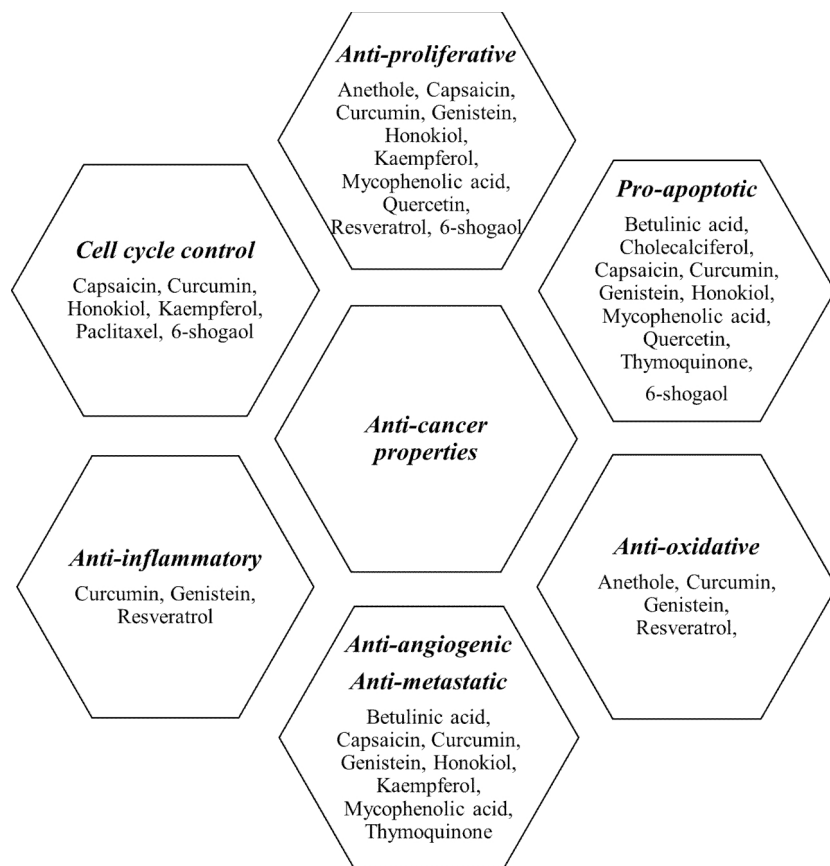 Anti-proliferative
Anethole, Capsaicin,
Curcumin, Genistein,
Honokiol,
Kaempferol,
Mycophenolic acid,
Quercetin,
Resveratrol, 6-shogaol
Pro-apoptotic
Betulinic acid,
Cholecalciferol,
Capsaicin, Curcumin,
Genistein, Honokiol,
Mycophenolic acid,
Quercetin,
Thymoquinone,
6-shogaol
Cell cycle control
Capsaicin, Curcumin,
Honokiol, Kaempferol,
Paclitaxel, 6-shogaol
Anti-cancer
properties
Anti-inflammatory
Curcumin, Genistein,
Resveratrol
Anti-oxidative
Anethole, Curcumin,
Genistein,
Resveratrol,
Anti-angiogenic
Anti-metastatic
Betulinic acid,
Capsaicin, Curcumin,
Genistein, Honokiol,
Kaempferol,
Mycophenolic acid,
Thymoquinone